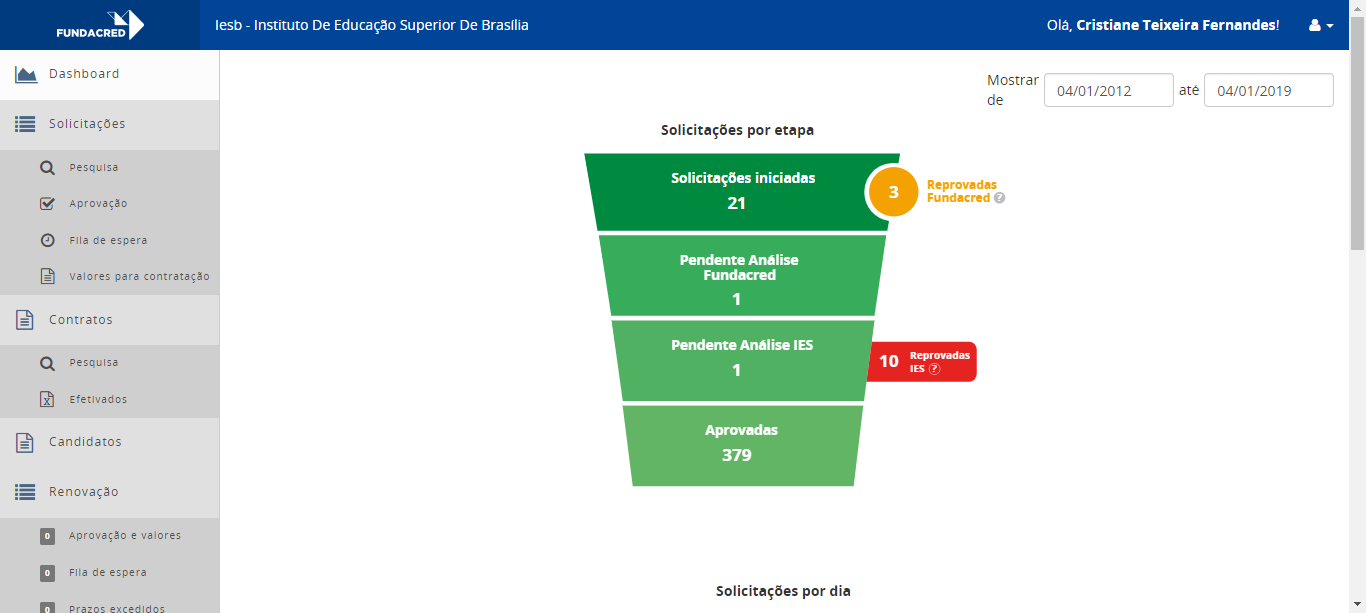 FUNDACRED
Iesb - Instituto De Educação Superior De Brasília
Olá, Cristiane Teixeira Fernandes!
Dashboard
Solicitações
Pesquisa
Aprovação
Fila de espera
Valores para contratação
Contratos
Pesquisa
Efetivados
Candidatos
Renovação
0 Aprovação e valores
0 Fila de espera
0 Prazos excedidos
Mostrar
de 04/01/2012 até 04/01/2019
Solicitações por etapa
Solicitações iniciadas
21
3
Reprovadas
Fundacred ?
Pendente Análise
Fundacred
1
Pendente Análise IES
1
10
Reprovadas
IES ?
Aprovadas
379
Solicitações por dia